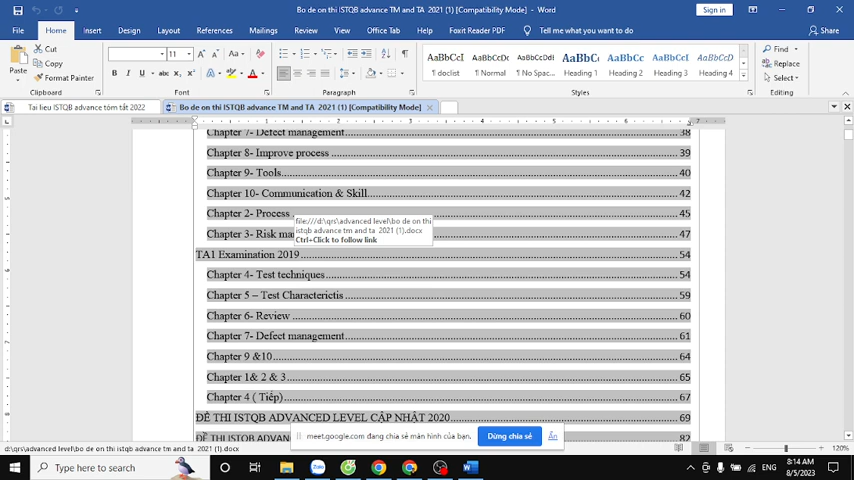 Bo de on thi ISTQB advance TM and TA 2021 (1) [Compatibility Mode] - Word
Sign in
File Home Insert Design Layout References Mailings Review View Office Tab Help Foxit Reader PDF Tell me what you want to do Share
Paste
Cut
Copy
Format Painter
Clipboard
11
Font
Paragraph
AaBbCcI AaBbCcDc AaBbCcDdI AaBbCc AaBbCc AaBbCcI AaBbCcD
¶ doclist ¶ Normal ¶ No Spac... Heading 1 Heading 2 Heading 3 Heading 4
Styles
Find
Replace
Select
Editing
Tai lieu ISTQB advance tóm tắt 2022
Bo de on thi ISTQB advance TM and TA 2021 (1) [Compatibility Mode]
Chapter 7- Defect management 38
Chapter 8- Improve process 39
Chapter 9- Tools 40
Chapter 10- Communication & Skill 42
Chapter 2- Process 45
Chapter 3- Risk ma 47
file:///d:\qrs\advanced level\bo de on thi
istqb advance tm and ta 2021 (1).docx
Ctrl+Click to follow link
TA1 Examination 2019 54
Chapter 4- Test techniques 54
Chapter 5 – Test Characterictis 59
Chapter 6- Review 60
Chapter 7- Defect management 61
Chapter 9 &10 64
Chapter 1& 2 & 3 65
Chapter 4 ( Tiếp) 67
ĐỀ THI ISTQB ADVANCED LEVEL CẬP NHẬT 2020 69
ĐỀ THI ISTQB ADVAN 82
meet.google.com đang chia sẻ màn hình của bạn. Dừng chia sẻ Ẩn
d:\qrs\advanced level\bo de on thi istqb advance tm and ta 2021 (1).docx
120%
Type here to search
ENG
8:14 AM
8/5/2023